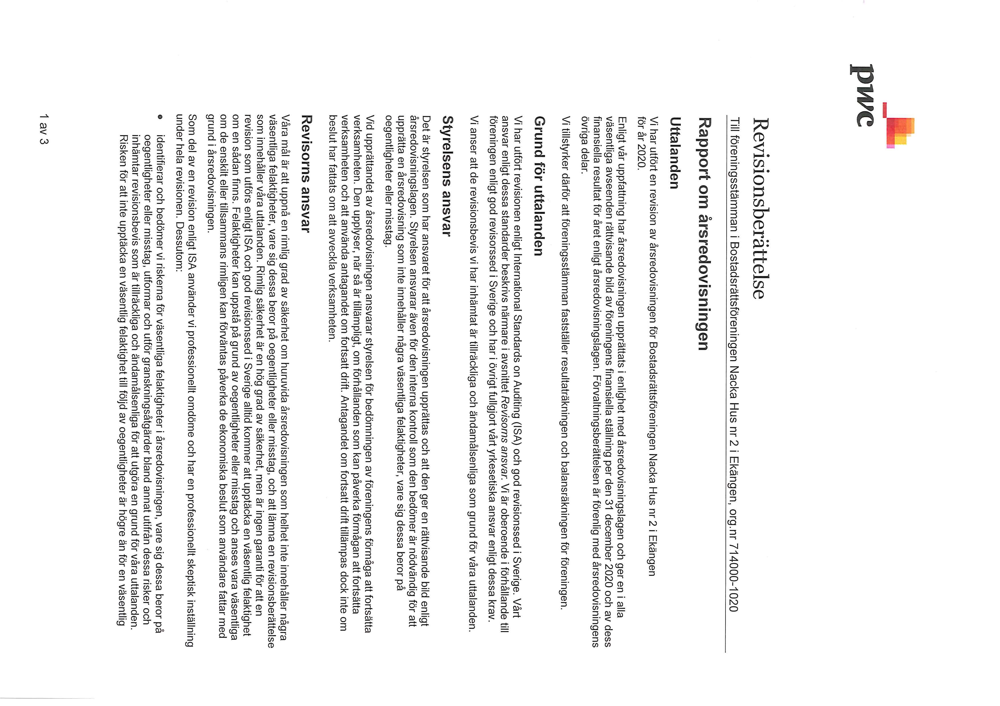 pwc
Revisionsberättelse
Till föreningsstämman i Bostadsrättsföreningen Nacka Hus nr 2 i Ekängen, org.nr 714000-1020
Rapport om årsredovisningen
Uttalanden
Vi har utfört en revision av årsredovisningen för Bostadsrättsföreningen Nacka Hus nr 2 i Ekängen
för år 2020.
Enligt vår uppfattning har årsredovisningen upprättats i enlighet med årsredovisningslagen och ger en i alla
väsentliga avseenden rättvisande bild av föreningens finansiella ställning per den 31 december 2020 och av dess
finansiella resultat för året enligt årsredovisningslagen. Förvaltningsberättelsen är förenlig med årsredovisningens
övriga delar.
Vi tillstyrker därför att föreningsstämman fastställer resultaträkningen och balansräkningen för föreningen.
Grund för uttalanden
Vi har utfört revisionen enligt International Standards on Auditing (ISA) och god revisionssed i Sverige. Vårt
ansvar enligt dessa standarder beskrivs närmare i avsnittet Revisorns ansvar. Vi är oberoende i förhållande till
föreningen enligt god revisorssed i Sverige och har i övrigt fullgjort vårt yrkesetiska ansvar enligt dessa krav.
Vi anser att de revisionsbevis vi har inhämtat är tillräckliga och ändamålsenliga som grund för våra uttalanden.
Styrelsens ansvar
Det är styrelsen som har ansvaret för att årsredovisningen upprättas och att den ger en rättvisande bild enligt
årsredovisningslagen. Styrelsen ansvarar även för den interna kontroll som den bedömer är nödvändig för att
upprätta en årsredovisning som inte innehåller några väsentliga felaktigheter, vare sig dessa beror på
oegentligheter eller misstag.
Vid upprättandet av årsredovisningen ansvarar styrelsen för bedömningen av föreningens förmåga att fortsätta
verksamheten. Den upplyser, när så är tillämpligt, om förhållanden som kan påverka förmågan att fortsätta
verksamheten och att använda antagandet om fortsatt drift. Antagandet om fortsatt drift tillämpas dock inte om
beslut har fattats om att avveckla verksamheten.
Revisorns ansvar
Våra mål är att uppnå en rimlig grad av säkerhet om huruvida årsredovisningen som helhet inte innehåller några
väsentliga felaktigheter, vare sig dessa beror på oegentligheter eller misstag, och att lämna en revisionsberättelse
som innehåller våra uttalanden. Rimlig säkerhet är en hög grad av säkerhet, men är ingen garanti för att en
revision som utförs enligt ISA och god revisionssed i Sverige alltid kommer att upptäcka en väsentlig felaktighet
om en sådan finns. Felaktigheter kan uppstå på grund av oegentligheter eller misstag och anses vara väsentliga
om de enskilt eller tillsammans rimligen kan förväntas påverka de ekonomiska beslut som användare fattar med
grund i årsredovisningen.
Som del av en revision enligt ISA använder vi professionellt omdöme och har en professionellt skeptisk inställning
under hela revisionen. Dessutom:
• identifierar och bedömer vi riskerna för väsentliga felaktigheter i årsredovisningen, vare sig dessa beror på
oegentligheter eller misstag, utformar och utför granskningsåtgärder bland annat utifrån dessa risker och
inhämtar revisionsbevis som är tillräckliga och ändamålsenliga för att utgöra en grund för våra uttalanden.
Risken för att inte upptäcka en väsentlig felaktighet till följd av oegentligheter är högre än för en väsentlig
1 av 3